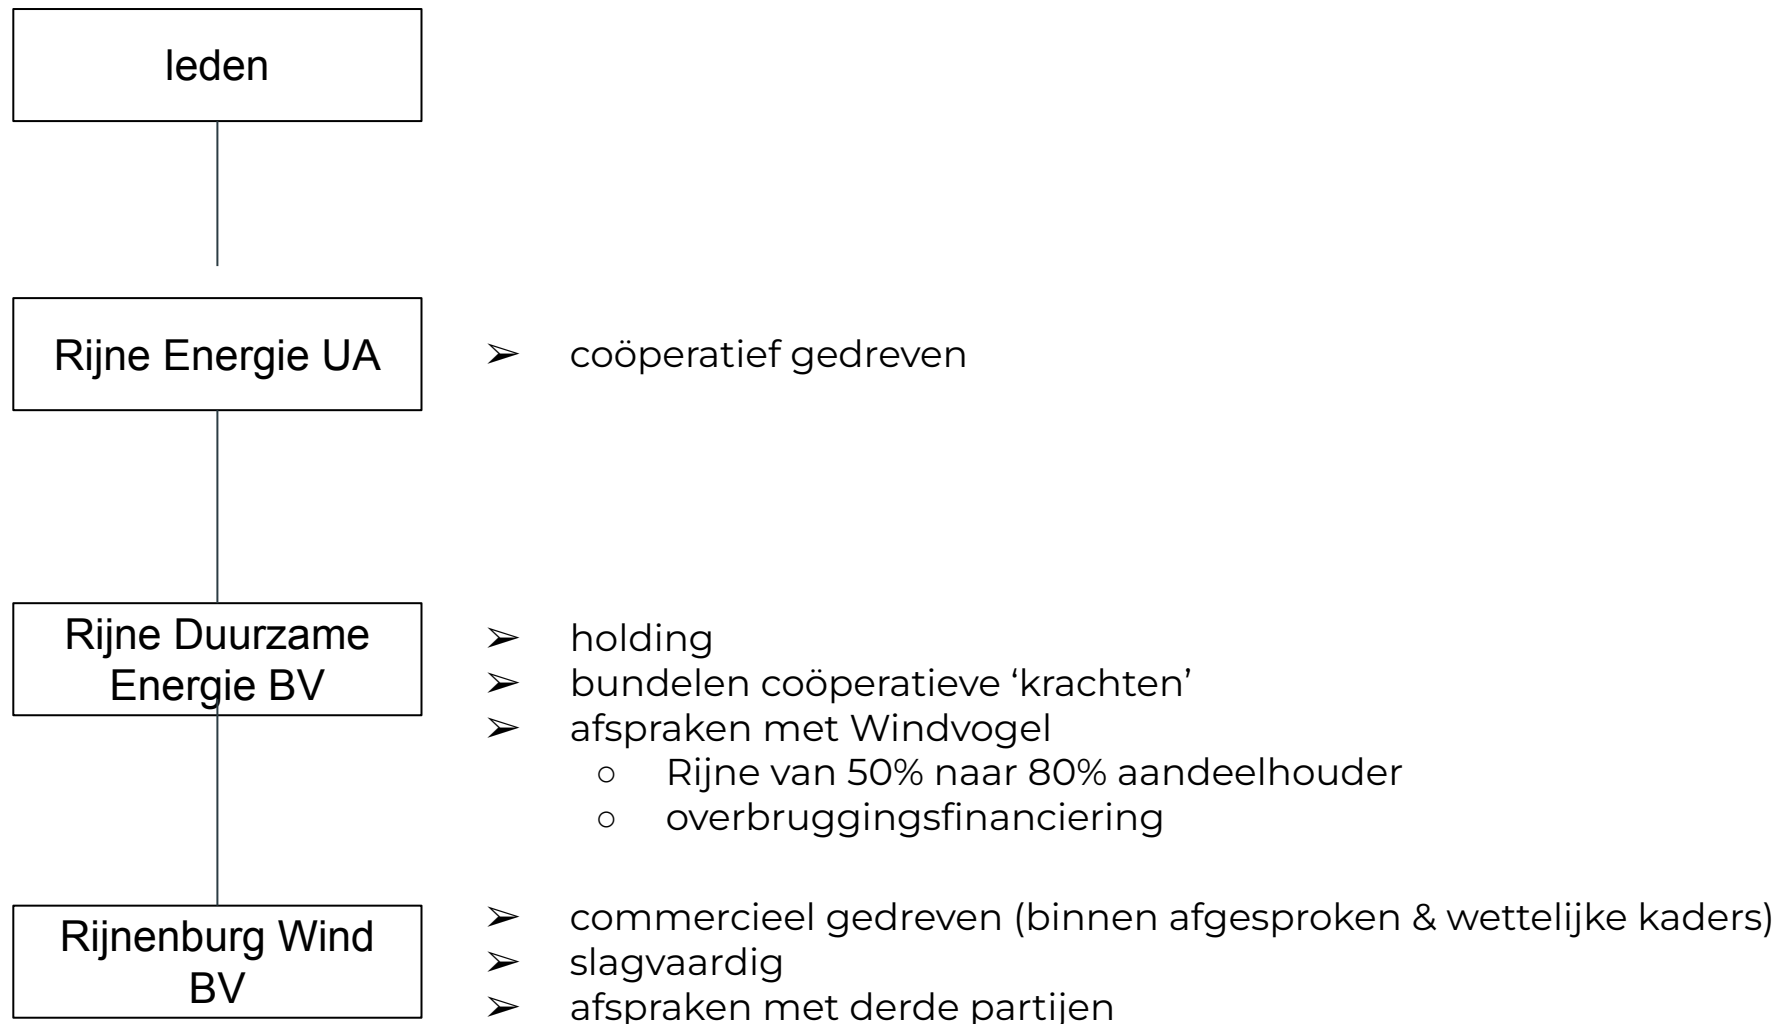 leden
Rijne Energie UA
➢ coöperatief gedreven
Rijne Duurzame
Energie BV
➢ holding
➢ bundelen coöperatieve ‘krachten’
➢ afspraken met Windvogel
○ Rijne van 50% naar 80% aandeelhouder
○ overbruggingsfinanciering
Rijnenburg Wind
BV
➢ commercieel gedreven (binnen afgesproken & wettelijke kaders)
➢ slagvaardig
➢ afspraken met derde partijen